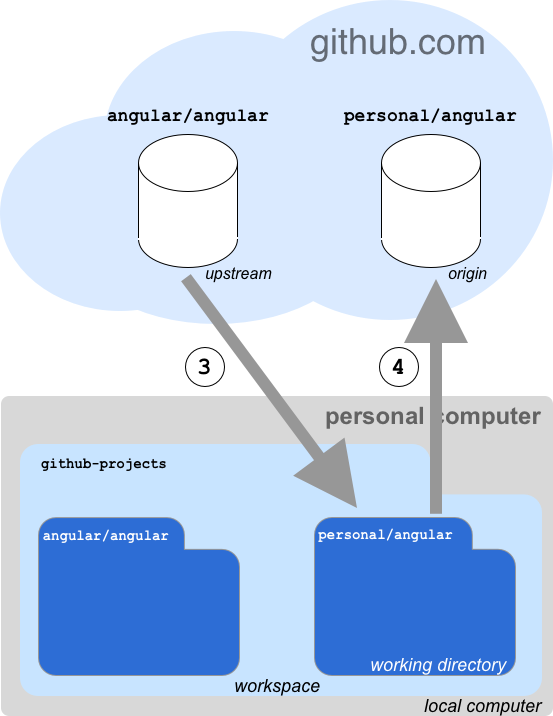 github.com
angular/angular
personal/angular
upstream
origin
3
4
personal computer
github-projects
angular/angular
personal/angular
working directory
workspace
local computer